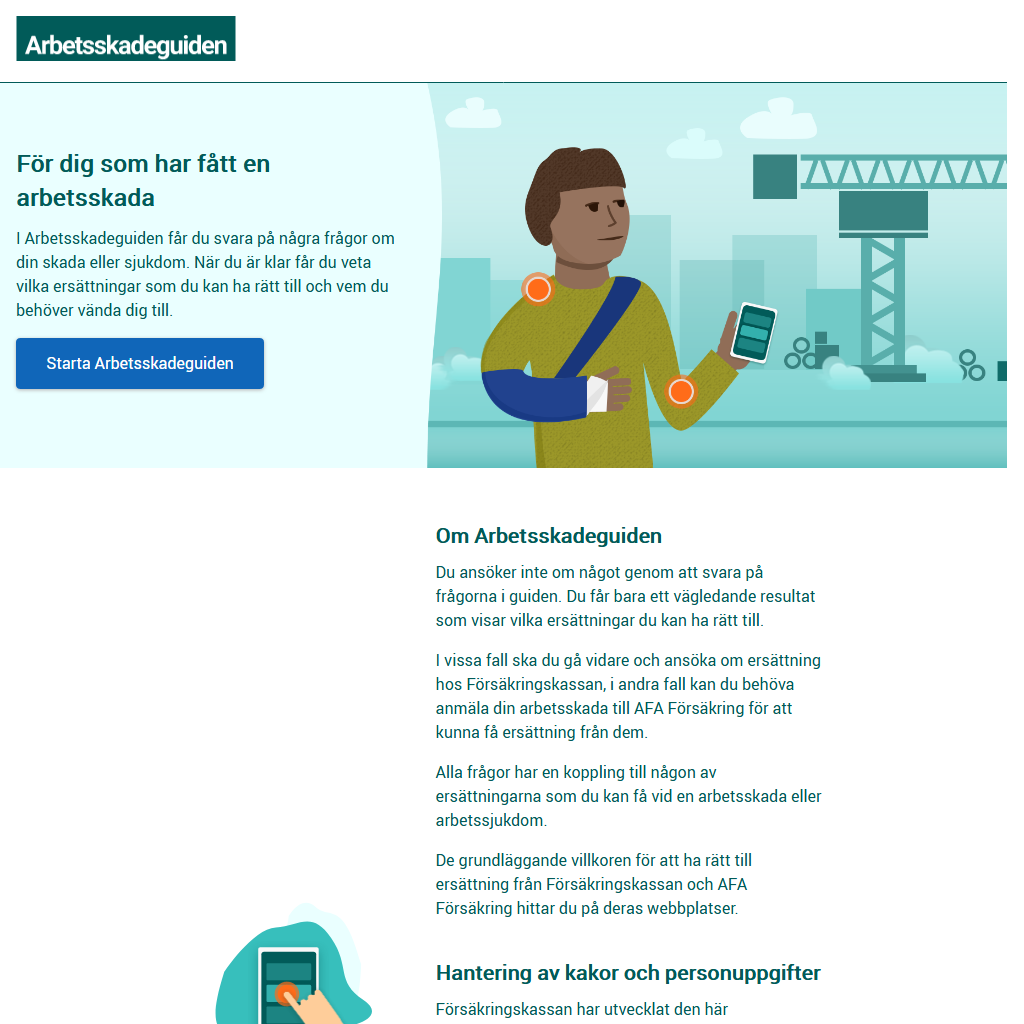 Arbetsskadeguiden
För dig som har fått en
arbetsskada
I Arbetsskadeguiden får du svara på några frågor om
din skada eller sjukdom. När du är klar får du veta
vilka ersättningar som du kan ha rätt till och vem du
behöver vända dig till.
Starta Arbetsskadeguiden
Om Arbetsskadeguiden
Du ansöker inte om något genom att svara på
frågorna i guiden. Du får bara ett vägledande resultat
som visar vilka ersättningar du kan ha rätt till.
I vissa fall ska du gå vidare och ansöka om ersättning
hos Försäkringskassan, i andra fall kan du behöva
anmäla din arbetsskada till AFA Försäkring för att
kunna få ersättning från dem.
Alla frågor har en koppling till någon av
ersättningarna som du kan få vid en arbetsskada eller
arbetssjukdom.
De grundläggande villkoren för att ha rätt till
ersättning från Försäkringskassan och AFA
Försäkring hittar du på deras webbplatser.
Hantering av kakor och personuppgifter
Försäkringskassan har utvecklat den här